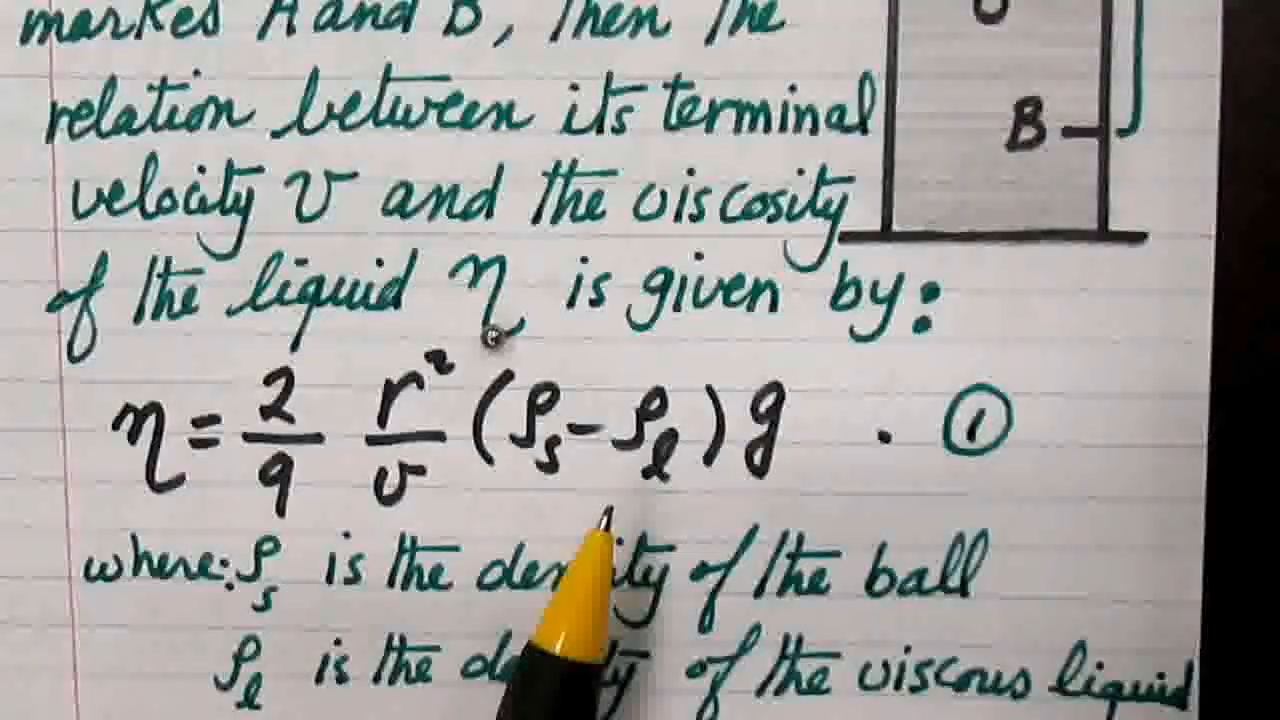 marked A and B, Then The
relation between its terminal
velocity v and the viscosity
of the liquid η is given by:
B
η = 2/9 r²/v (ρs - ρl) g . ①
where: ρs is the density of the ball
ρl is the density of the viscous liquid